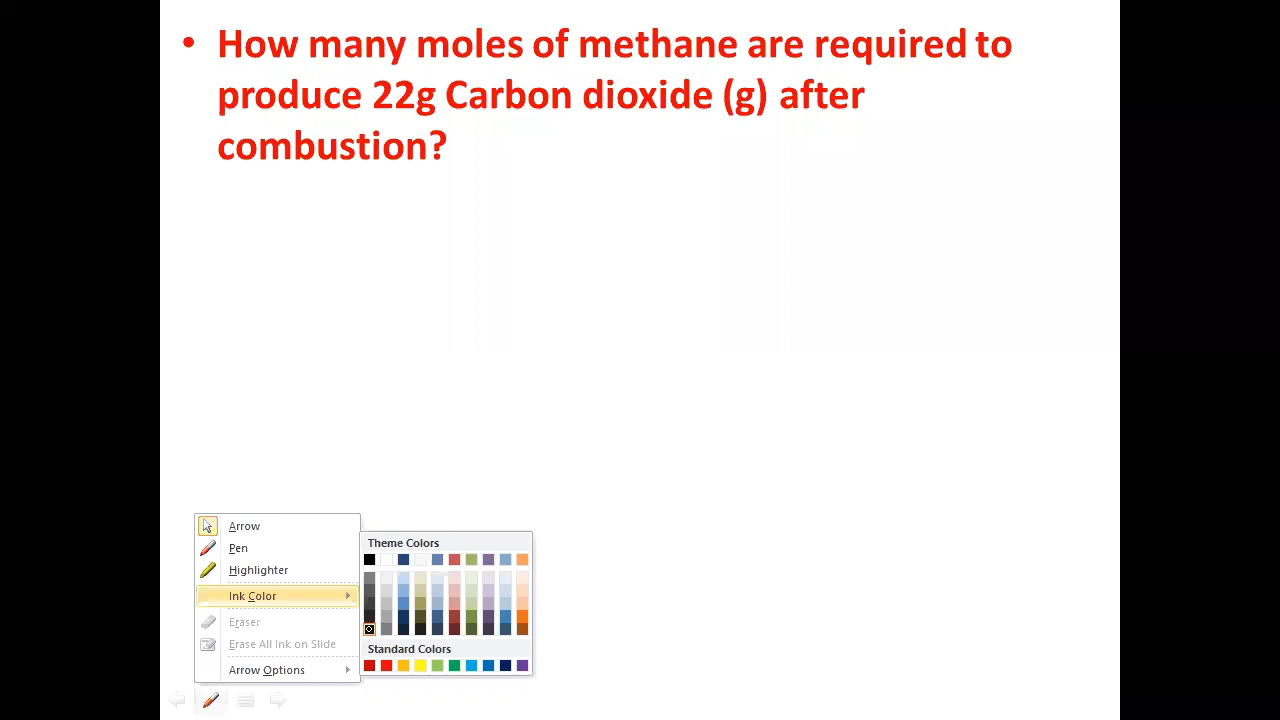 • How many moles of methane are required to
produce 22g Carbon dioxide (g) after
combustion?
Arrow
Pen
Highlighter
Ink Color
Eraser
Erase All Ink on Slide
Arrow Options
Theme Colors
Standard Colors